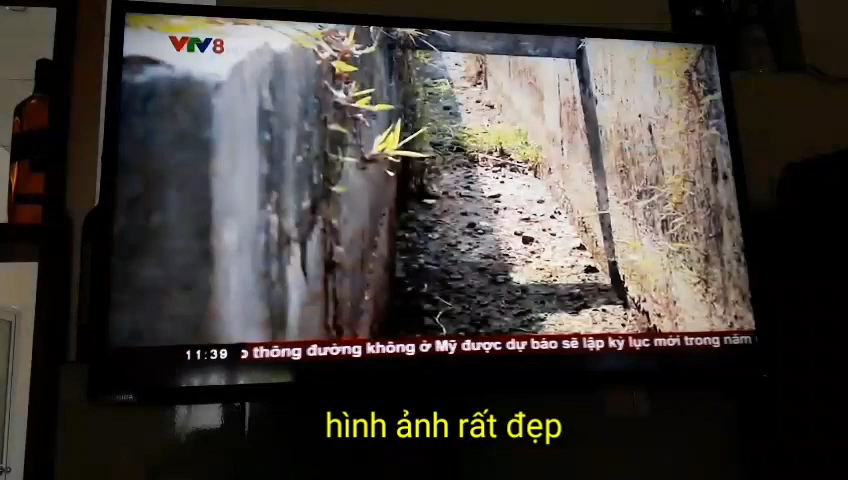 VTV8
11:39 thông đường không ở Mỹ được dự báo sẽ lập kỷ lục mới trong năm
hình ảnh rất đẹp